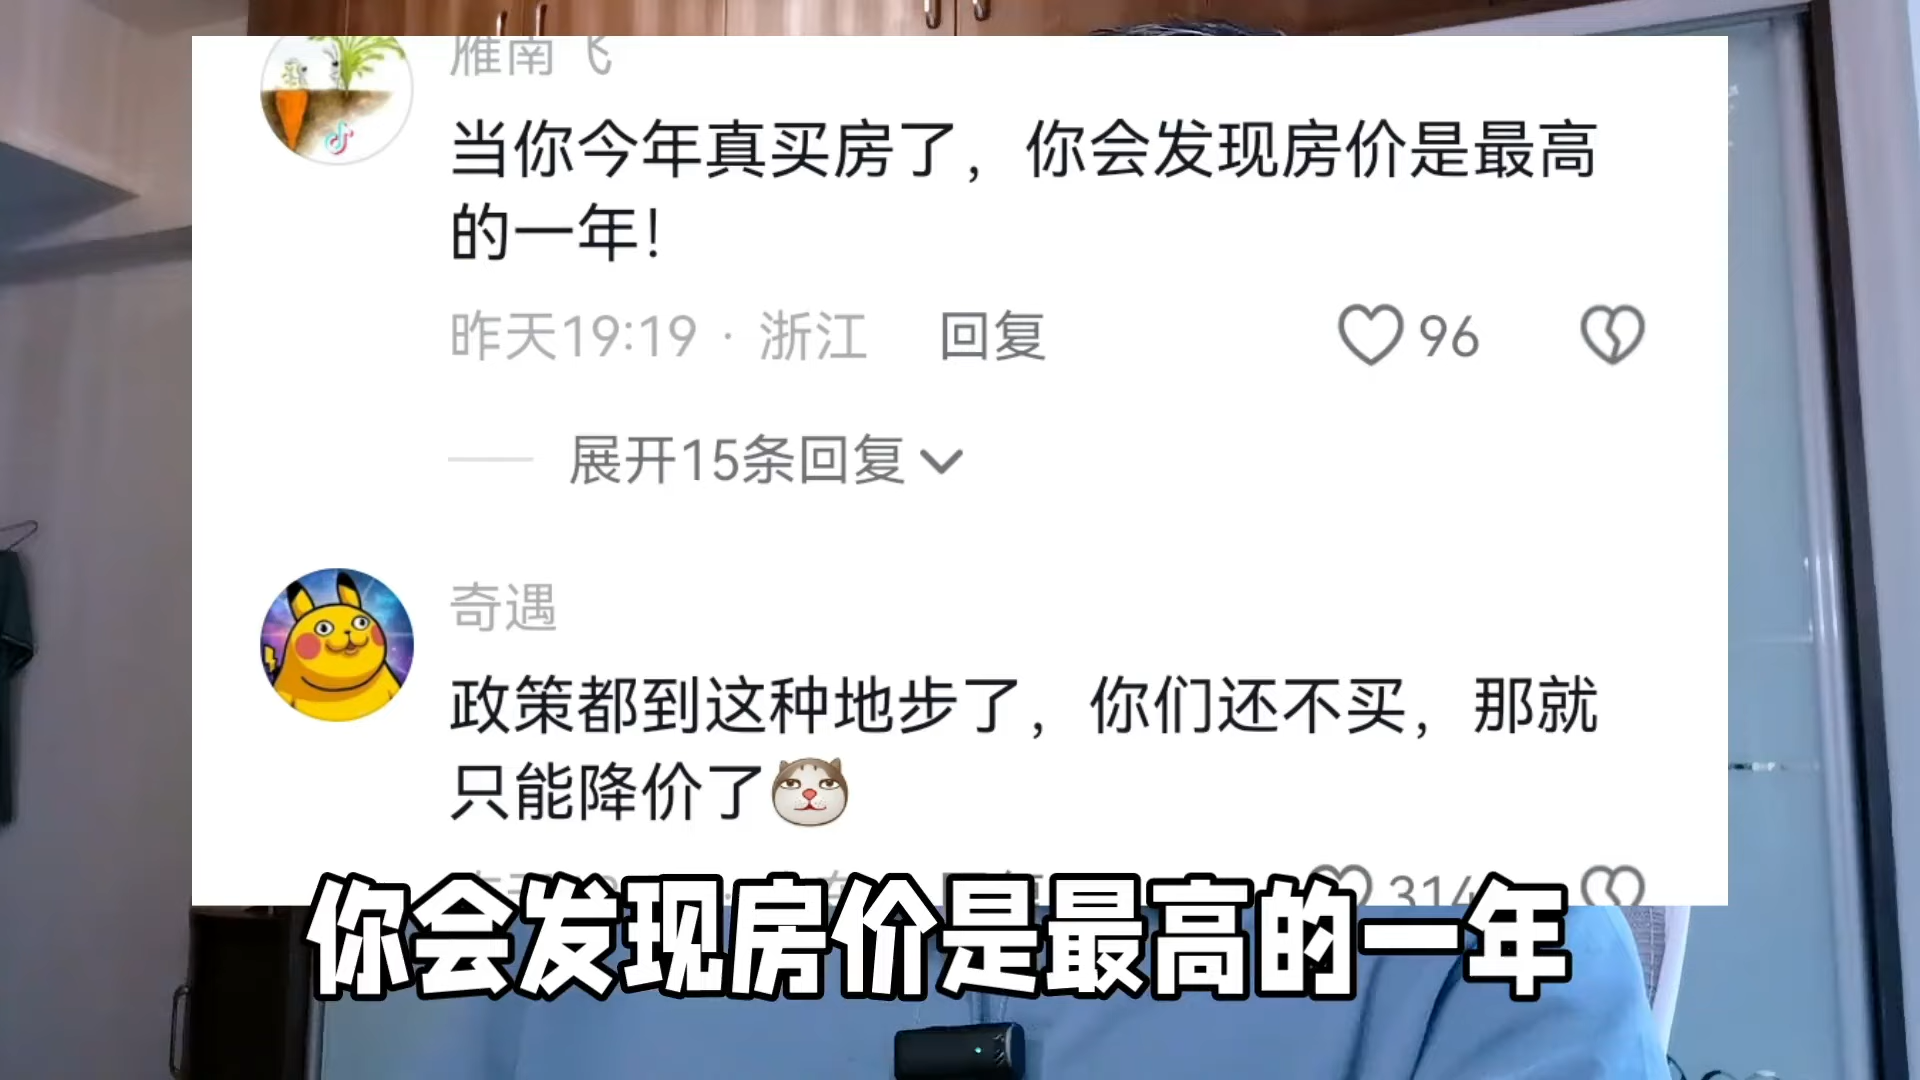 雁南飞
当你今年真买房了，你会发现房价是最高
的一年！
昨天19:19 · 浙江 回复 96
展开15条回复
奇遇
政策都到这种地步了，你们还不买，那就
只能降价了
314
你会发现房价是最高的一年